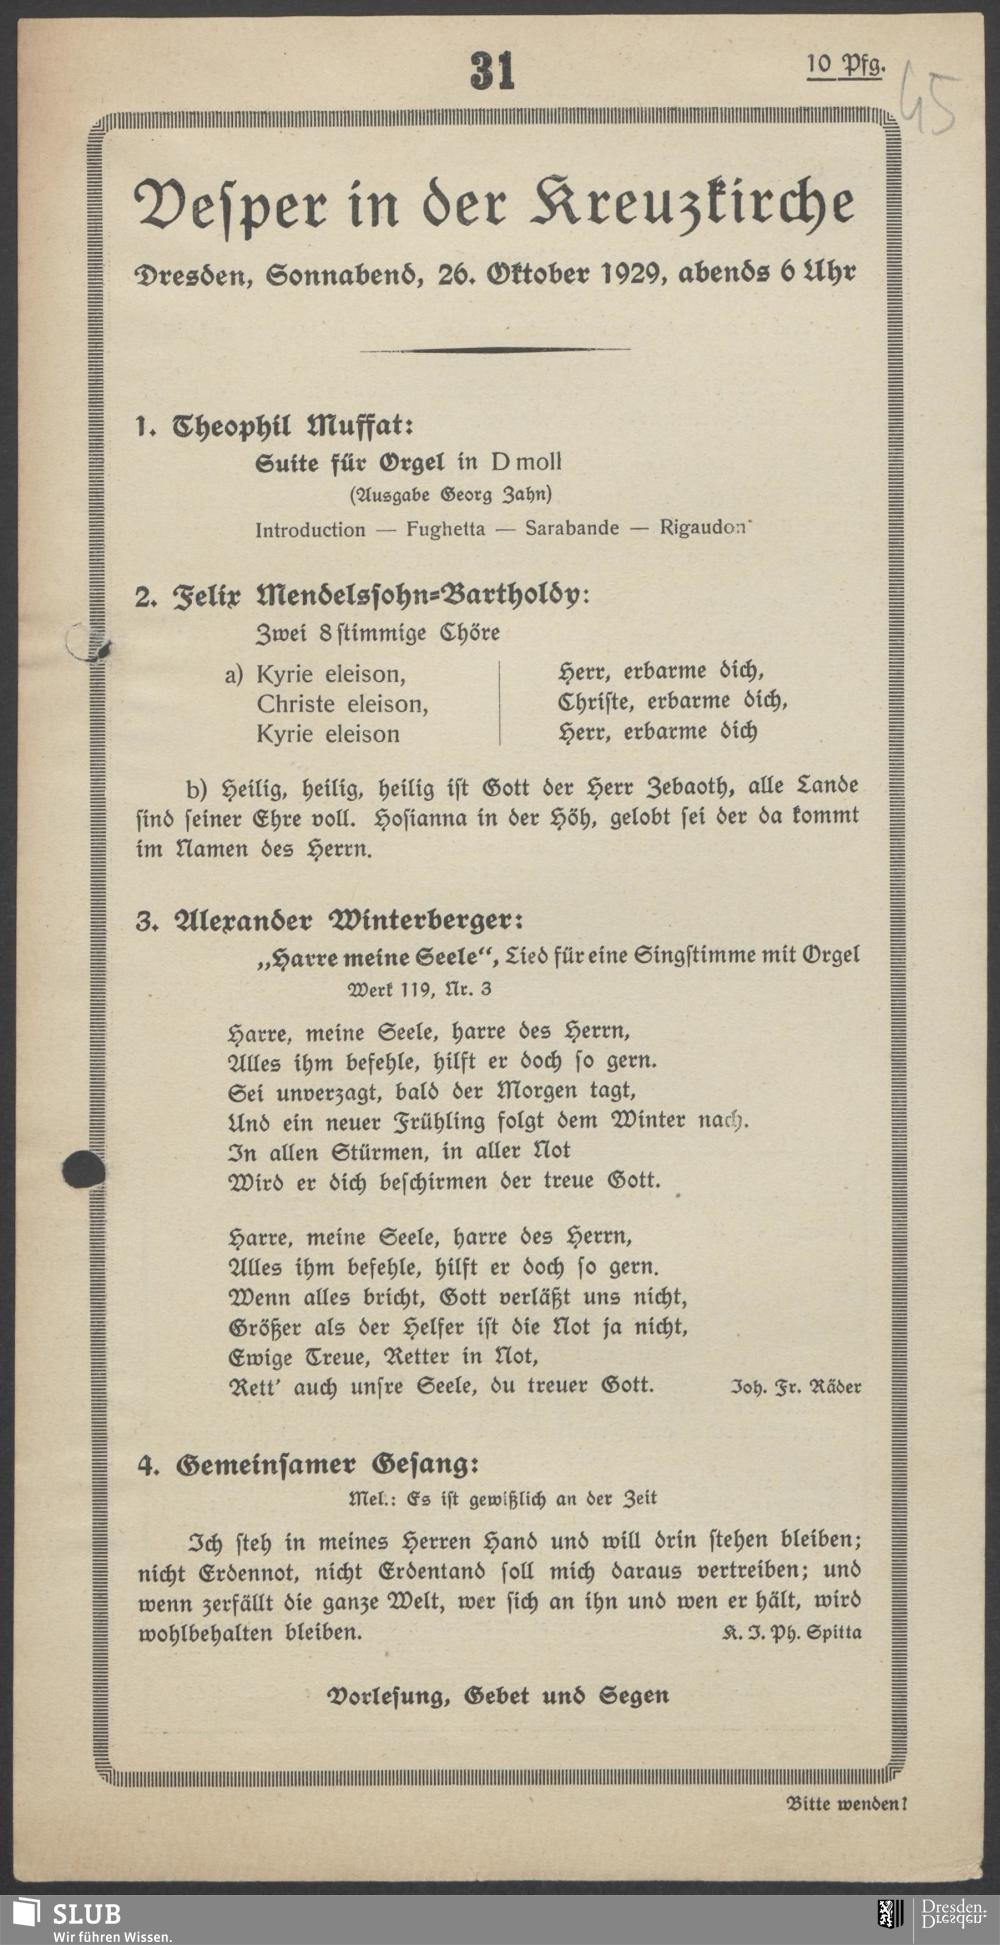 31
10 Pfg.
45
Vesper in der Kreuzkirche
Dresden, Sonnabend, 26. Oktober 1929, abends 6 Uhr
1. Theophil Muffat:
Suite für Orgel in D moll
(Ausgabe Georg Zahn)
Introduction — Fughetta — Sarabande — Rigaudon
2. Felix Mendelssohn=Bartholdy:
Zwei 8 stimmige Chöre
a) Kyrie eleison, Herr, erbarme dich,
Christe eleison, Christe, erbarme dich,
Kyrie eleison Herr, erbarme dich
b) Heilig, heilig, heilig ist Gott der Herr Zebaoth, alle Lande
sind seiner Ehre voll. Hosianna in der Höh, gelobt sei der da kommt
im Namen des Herrn.
3. Alexander Winterberger:
„Harre meine Seele“, Lied für eine Singstimme mit Orgel
Werk 119, Nr. 3
Harre, meine Seele, harre des Herrn,
Alles ihm befehle, hilft er doch so gern.
Sei unverzagt, bald der Morgen tagt,
Und ein neuer Frühling folgt dem Winter nach.
In allen Stürmen, in aller Not
Wird er dich beschirmen der treue Gott.
Harre, meine Seele, harre des Herrn,
Alles ihm befehle, hilft er doch so gern.
Wenn alles bricht, Gott verläßt uns nicht,
Größer als der Helfer ist die Not ja nicht,
Ewige Treue, Retter in Not,
Rett’ auch unsre Seele, du treuer Gott. Joh. Fr. Räder
4. Gemeinsamer Gesang:
Mel.: Es ist gewißlich an der Zeit
Ich steh in meines Herren Hand und will drin stehen bleiben;
nicht Erdennot, nicht Erdentand soll mich daraus vertreiben; und
wenn zerfällt die ganze Welt, wer sich an ihn und wen er hält, wird
wohlbehalten bleiben. K. J. Ph. Spitta
Vorlesung, Gebet und Segen
Bitte wenden!
SLUB
Wir führen Wissen.
Dresden.
Dresden.